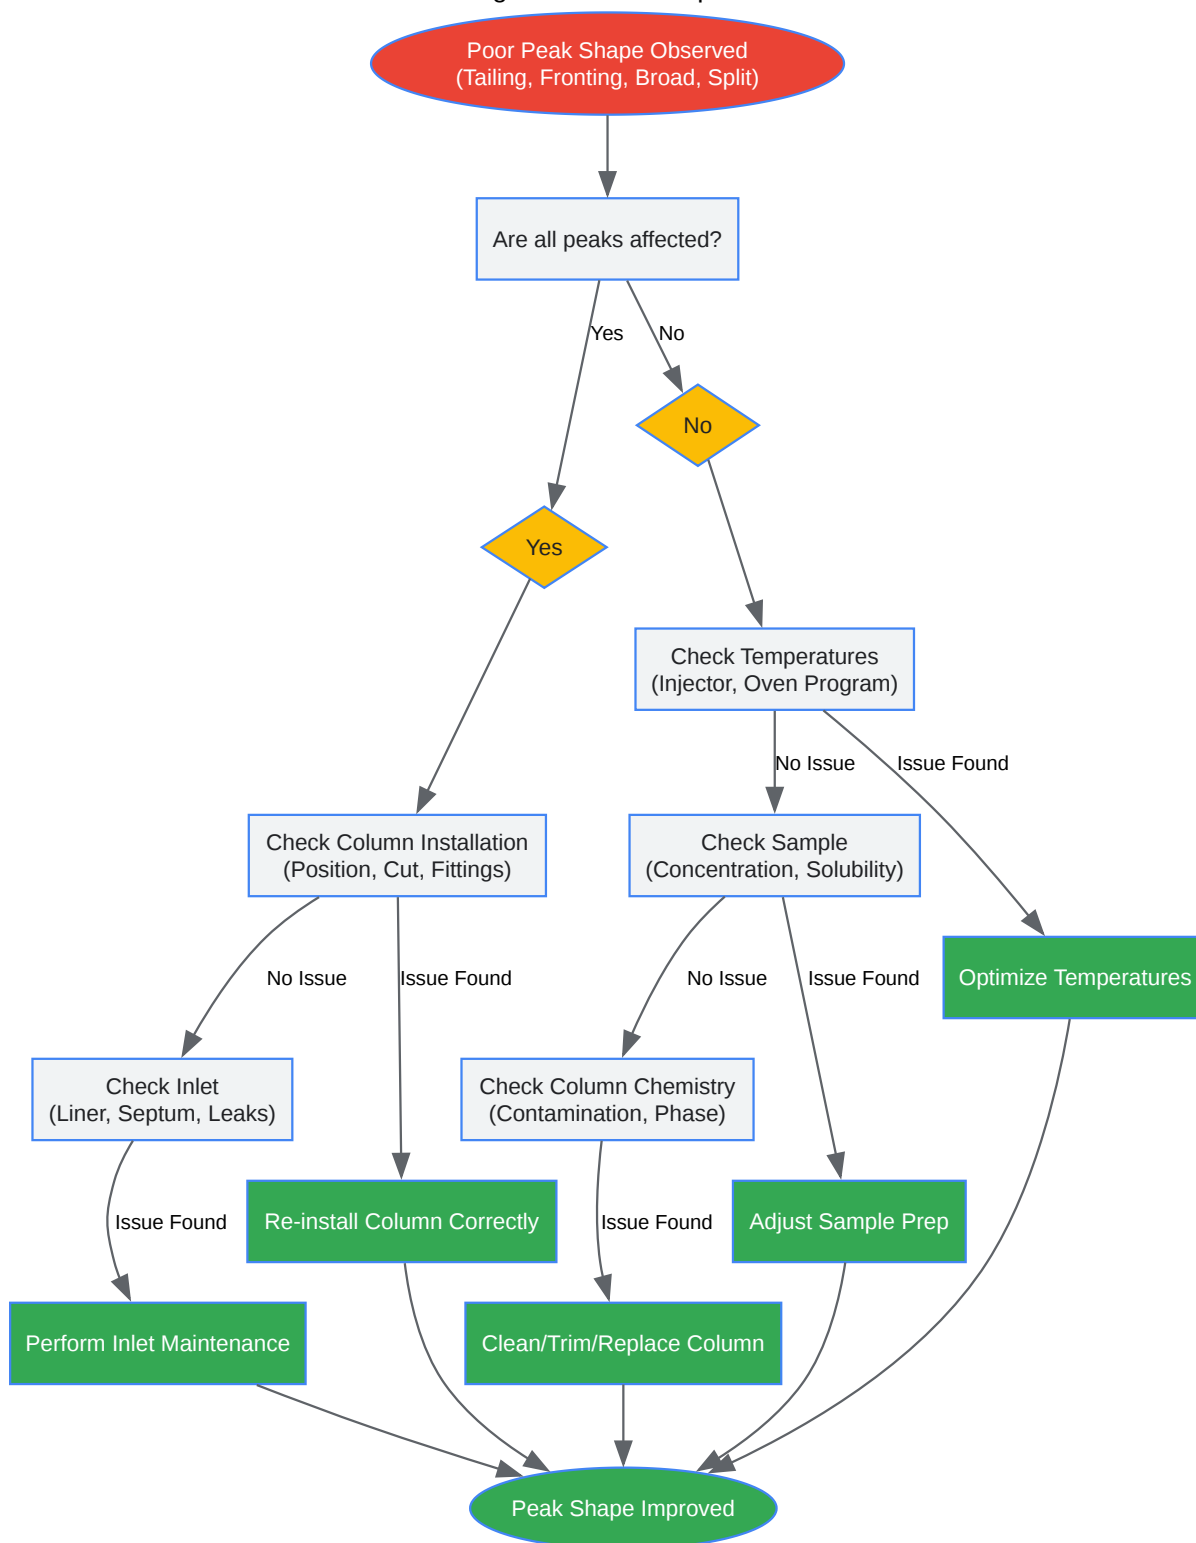 Poor Peak Shape Observed
(Tailing, Fronting, Broad, Split)
Are all peaks affected?
Yes
No
No
Yes
Check Temperatures
(Injector, Oven Program)
No Issue
Issue Found
Check Column Installation
(Position, Cut, Fittings)
Check Sample
(Concentration, Solubility)
No Issue
Issue Found
No Issue
Issue Found
Optimize Temperatures
Check Inlet
(Liner, Septum, Leaks)
Check Column Chemistry
(Contamination, Phase)
Issue Found
Re-install Column Correctly
Issue Found
Adjust Sample Prep
Perform Inlet Maintenance
Clean/Trim/Replace Column
Peak Shape Improved